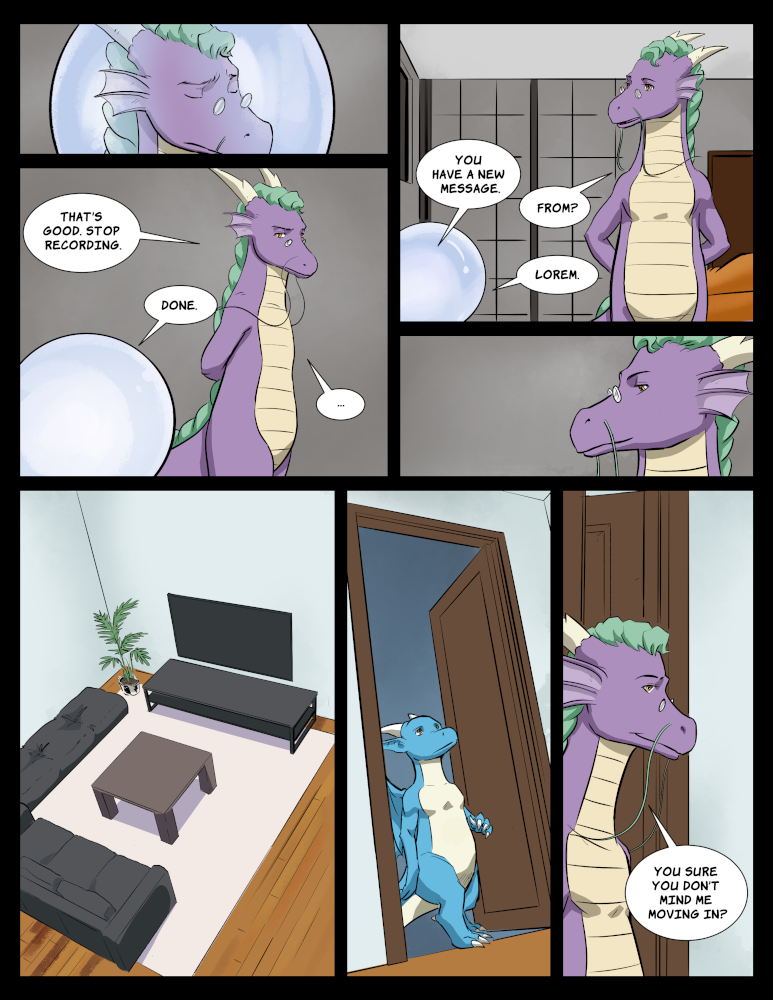 THAT'S
GOOD. STOP
RECORDING.
DONE.
...
YOU
HAVE A NEW
MESSAGE.
FROM?
LOREM.
YOU SURE
YOU DON'T
MIND ME
MOVING IN?